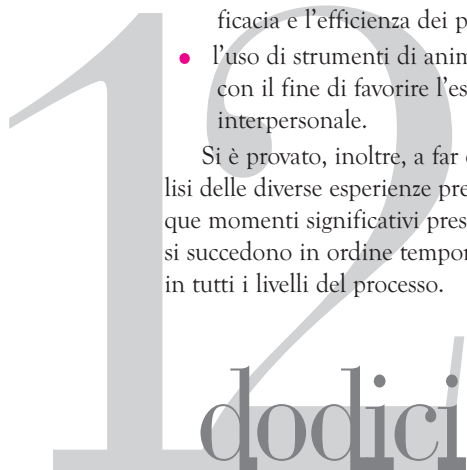 ficacia e l'efficienza dei p
• l'uso di strumenti di anim
con il fine di favorire l'es
interpersonale.
Si è provato, inoltre, a far
lisi delle diverse esperienze pre
que momenti significativi pres
si succedono in ordine tempor
in tutti i livelli del processo.
12
dodici